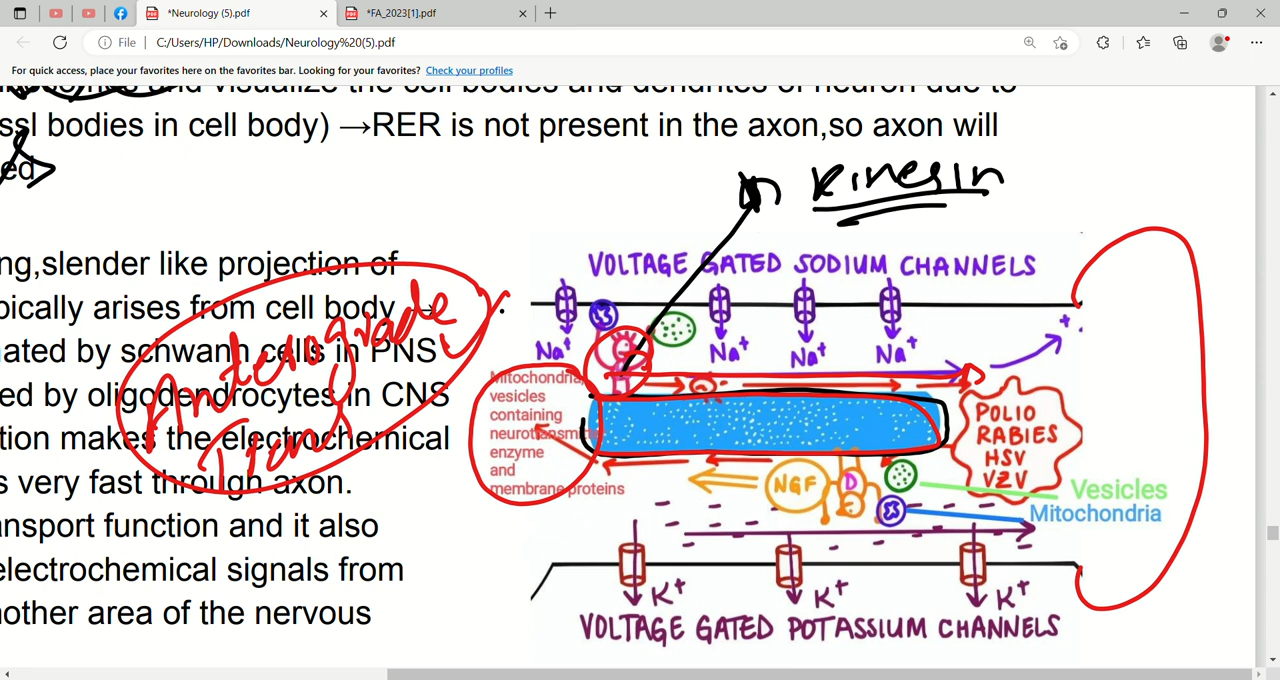 *Neurology (5).pdf
*FA_2023[1].pdf
File
C:/Users/HP/Downloads/Neurology%20(5).pdf
For quick access, place your favorites here on the favorites bar. Looking for your favorites? Check your profiles
and visualize the cell bodies and dendrites of neuron due to
ssl bodies in cell body) →RER is not present in the axon,so axon will
ed
Kinesin
ng,slender like projection of
pically arises from cell body →
nated by schwann cells in PNS
ed by oligodendrocytes in CNS
tion makes the electrochemical
s very fast through axon.
ansport function and it also
electrochemical signals from
nother area of the nervous
Anterograde
VOLTAGE GATED SODIUM CHANNELS
Na+ Na+ Na+ Na+
Mitochondria,
vesicles
containing
neurotransmitter
enzyme
and
membrane proteins
POLIO
RABIES
HSV
VZV
NGF
D
Vesicles
Mitochondria
K+ K+ K+
VOLTAGE GATED POTASSIUM CHANNELS